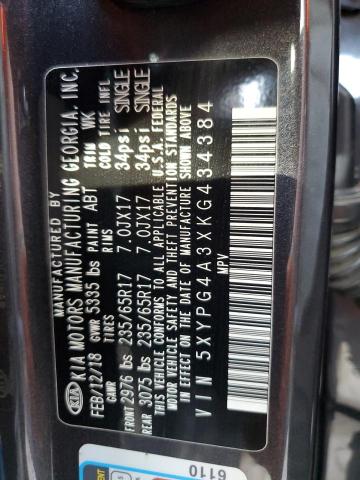 MANUFACTURED BY
KIA KIA MOTORS MANUFACTURING GEORGIA, INC.
FEB/12/18 GVWR 5335 lbs PAINT ABT TRIM WK
GAWR TIRES RIMS COLD TIRE INFL
FRONT 2976 lbs 235/65R17 7.0JX17 34psi SINGLE
REAR 3075 lbs 235/65R17 7.0JX17 34psi SINGLE
THIS VEHICLE CONFORMS TO ALL APPLICABLE U.S.A. FEDERAL
MOTOR VEHICLE SAFETY AND THEFT PREVENTION STANDARDS
IN EFFECT ON THE DATE OF MANUFACTURE SHOWN ABOVE
VIN 5XYPG4A3XKG434384
MPV
6110